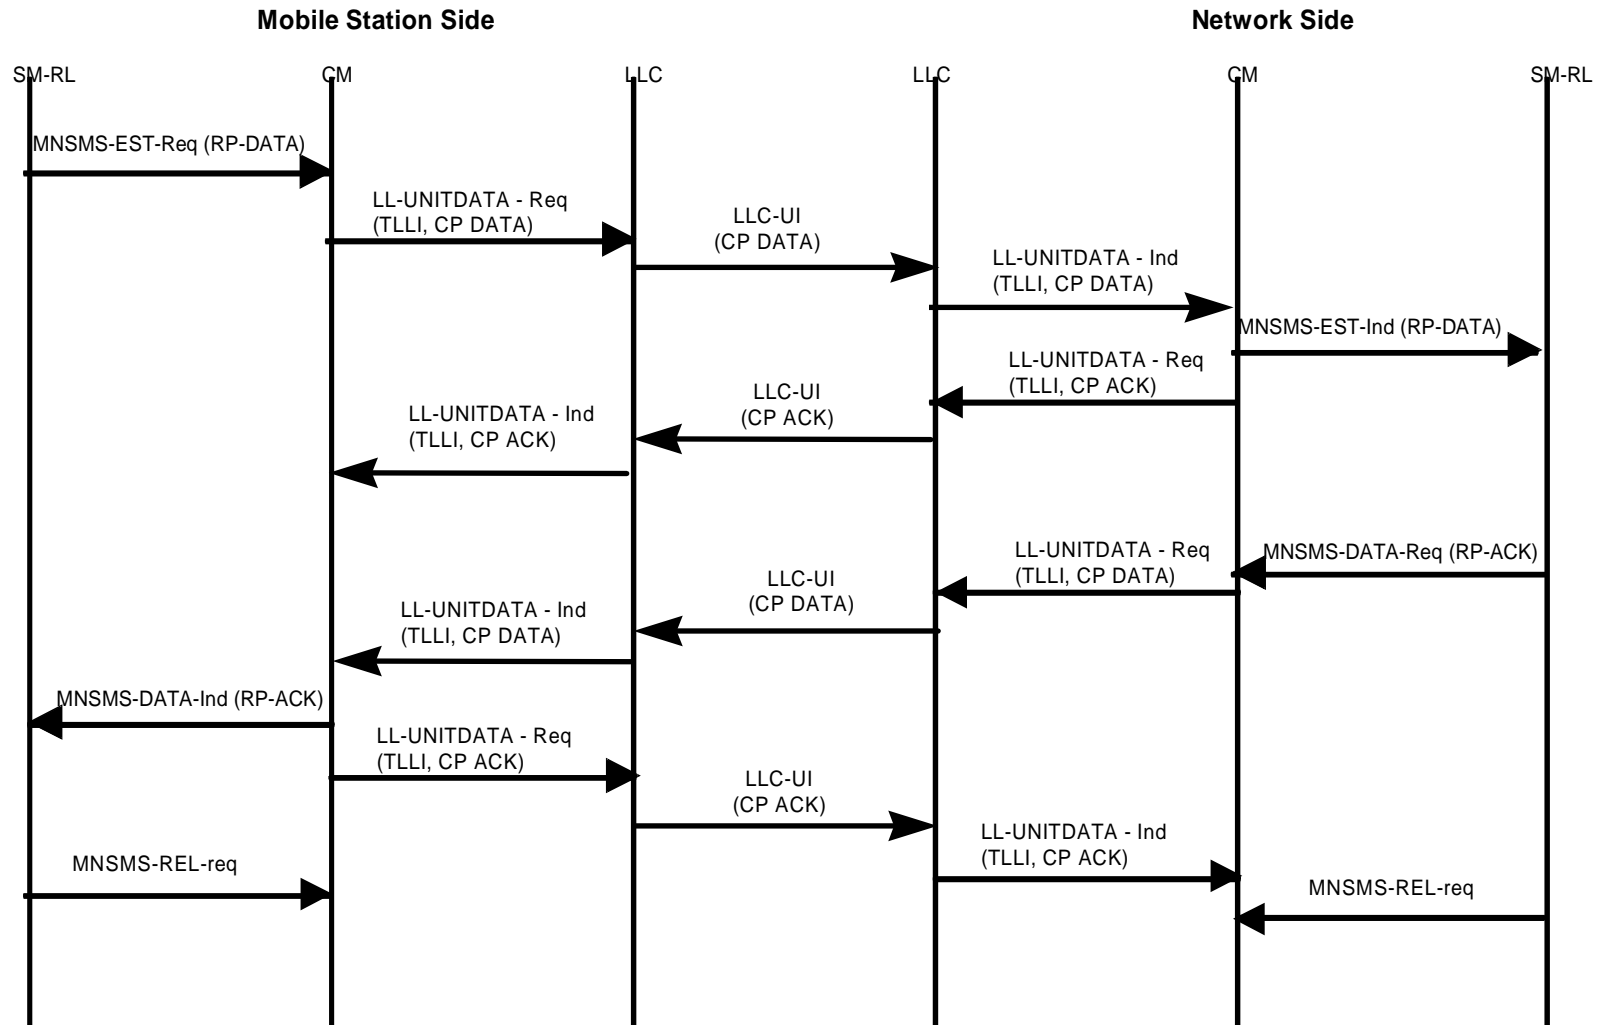 Mobile Station Side
Network Side
SM-RL
CM
LLC
LLC
CM
SM-RL
MNSMS-EST-Req (RP-DATA)
LL-UNITDATA - Req
(TLLI, CP DATA)
LLC-UI
(CP DATA)
LL-UNITDATA - Ind
(TLLI, CP DATA)
MNSMS-EST-Ind (RP-DATA)
LL-UNITDATA - Req
(TLLI, CP ACK)
LLC-UI
(CP ACK)
LL-UNITDATA - Ind
(TLLI, CP ACK)
MNSMS-DATA-Req (RP-ACK)
LL-UNITDATA - Req
(TLLI, CP DATA)
LLC-UI
(CP DATA)
LL-UNITDATA - Ind
(TLLI, CP DATA)
MNSMS-DATA-Ind (RP-ACK)
LL-UNITDATA - Req
(TLLI, CP ACK)
LLC-UI
(CP ACK)
LL-UNITDATA - Ind
(TLLI, CP ACK)
MNSMS-REL-req
MNSMS-REL-req